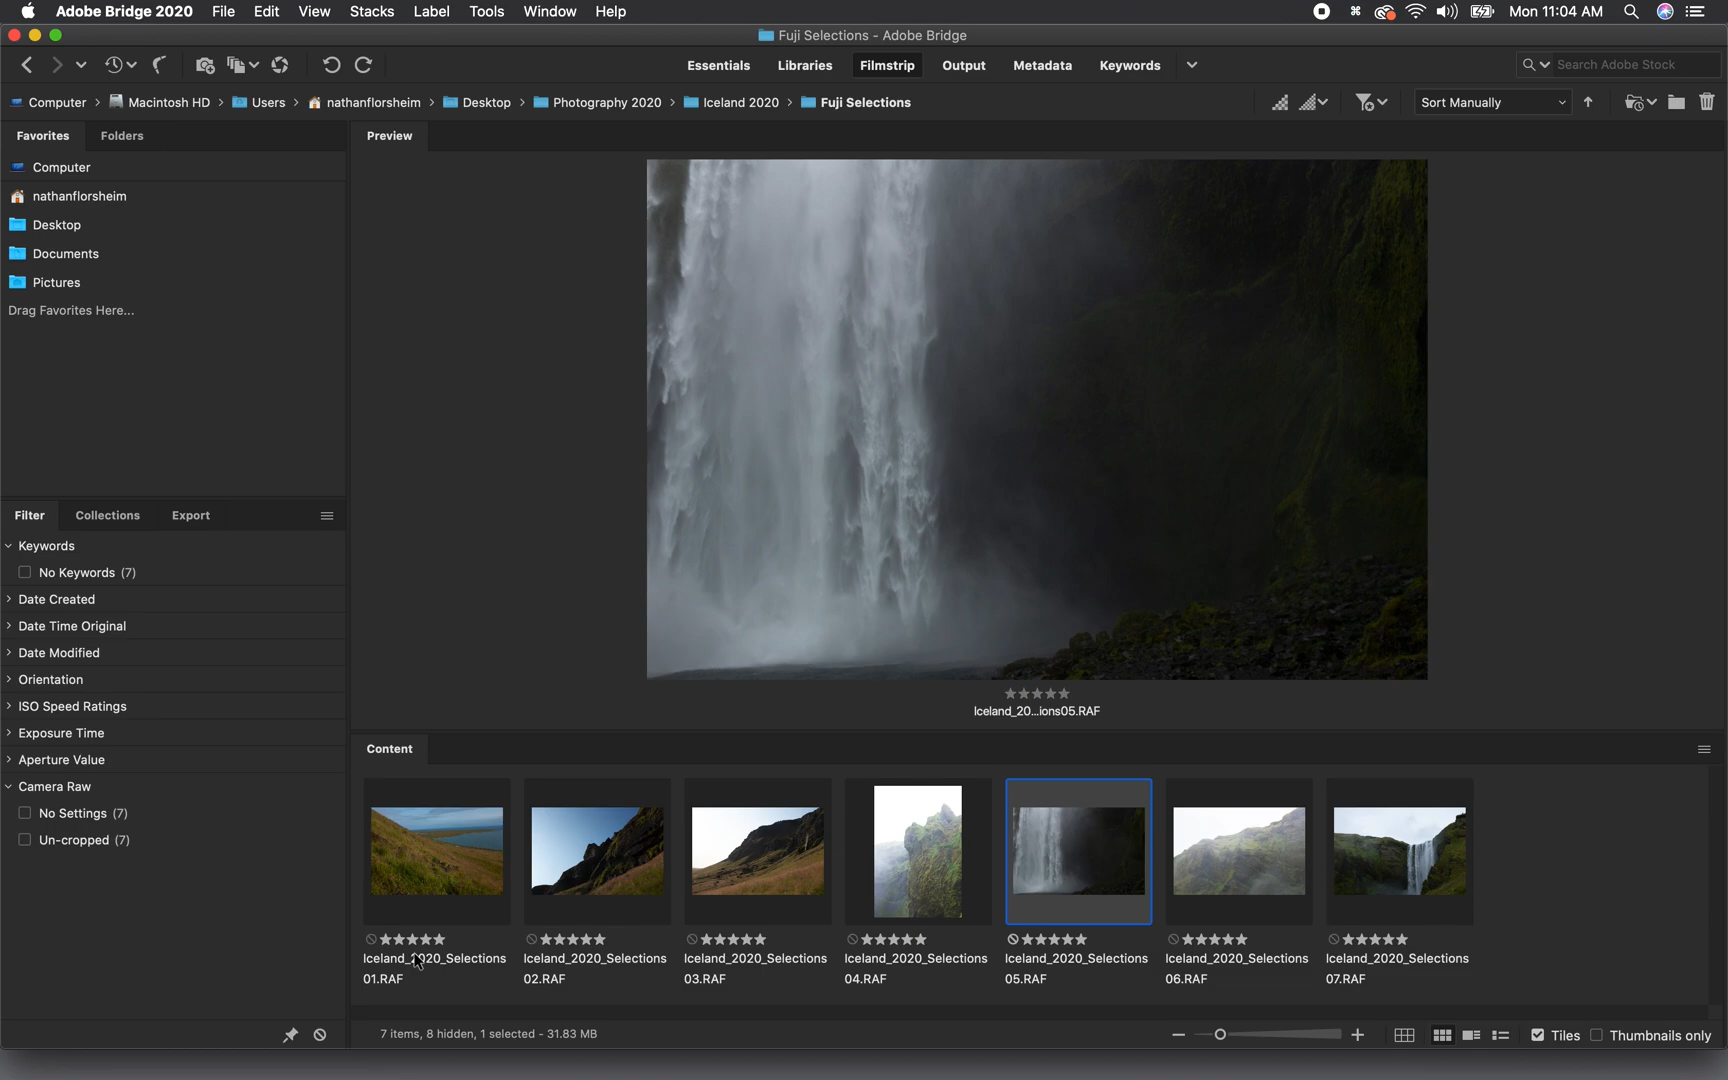 Adobe Bridge 2020 File Edit View Stacks Label Tools Window Help Mon 11:04 AM
Fuji Selections - Adobe Bridge
Essentials Libraries Filmstrip Output Metadata Keywords Search Adobe Stock
Computer Macintosh HD Users nathanflorsheim Desktop Photography 2020 Iceland 2020 Fuji Selections Sort Manually
Favorites Folders
Preview
Computer
nathanflorsheim
Desktop
Documents
Pictures
Drag Favorites Here...
Iceland_20...ions05.RAF
Filter Collections Export
Keywords
No Keywords (7)
Date Created
Date Time Original
Date Modified
Orientation
ISO Speed Ratings
Exposure Time
Aperture Value
Camera Raw
No Settings (7)
Un-cropped (7)
Content
Iceland_2020_Selections Iceland_2020_Selections Iceland_2020_Selections Iceland_2020_Selections Iceland_2020_Selections Iceland_2020_Selections Iceland_2020_Selections
01.RAF 02.RAF 03.RAF 04.RAF 05.RAF 06.RAF 07.RAF
7 items, 8 hidden, 1 selected - 31.83 MB Tiles Thumbnails only